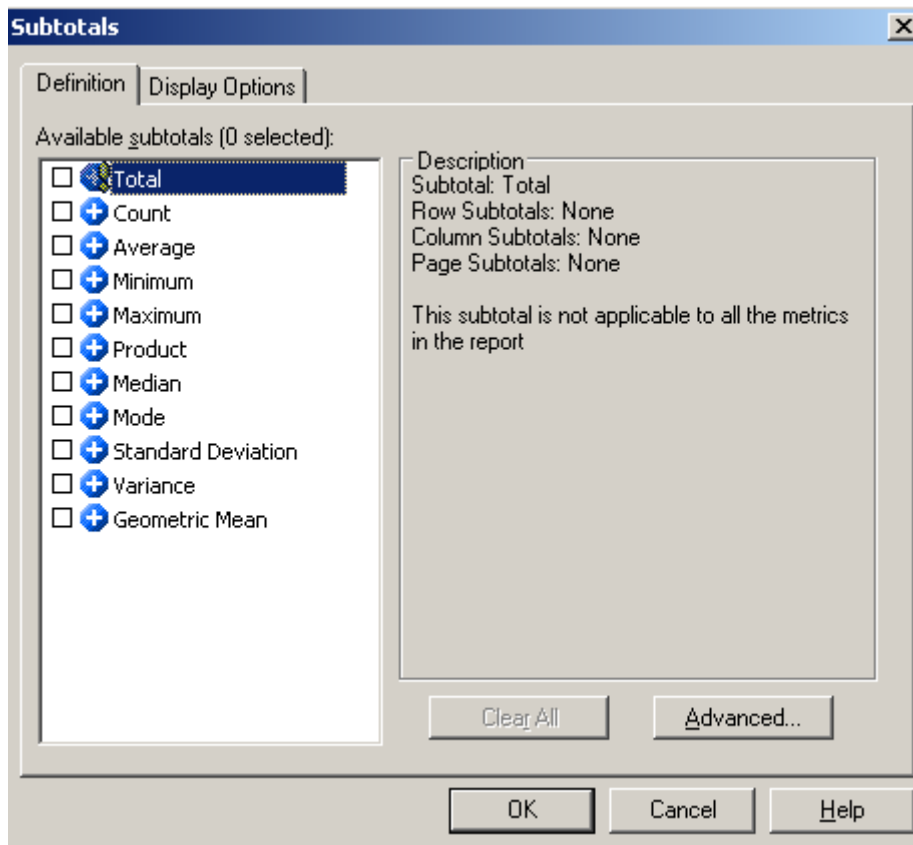 Subtotals
Definition
Display Options
Available subtotals (0 selected):
Total
Count
Average
Minimum
Maximum
Product
Median
Mode
Standard Deviation
Variance
Geometric Mean
Description
Subtotal: Total
Row Subtotals: None
Column Subtotals: None
Page Subtotals: None
This subtotal is not applicable to all the metrics
in the report
Clear All
Advanced...
OK
Cancel
Help